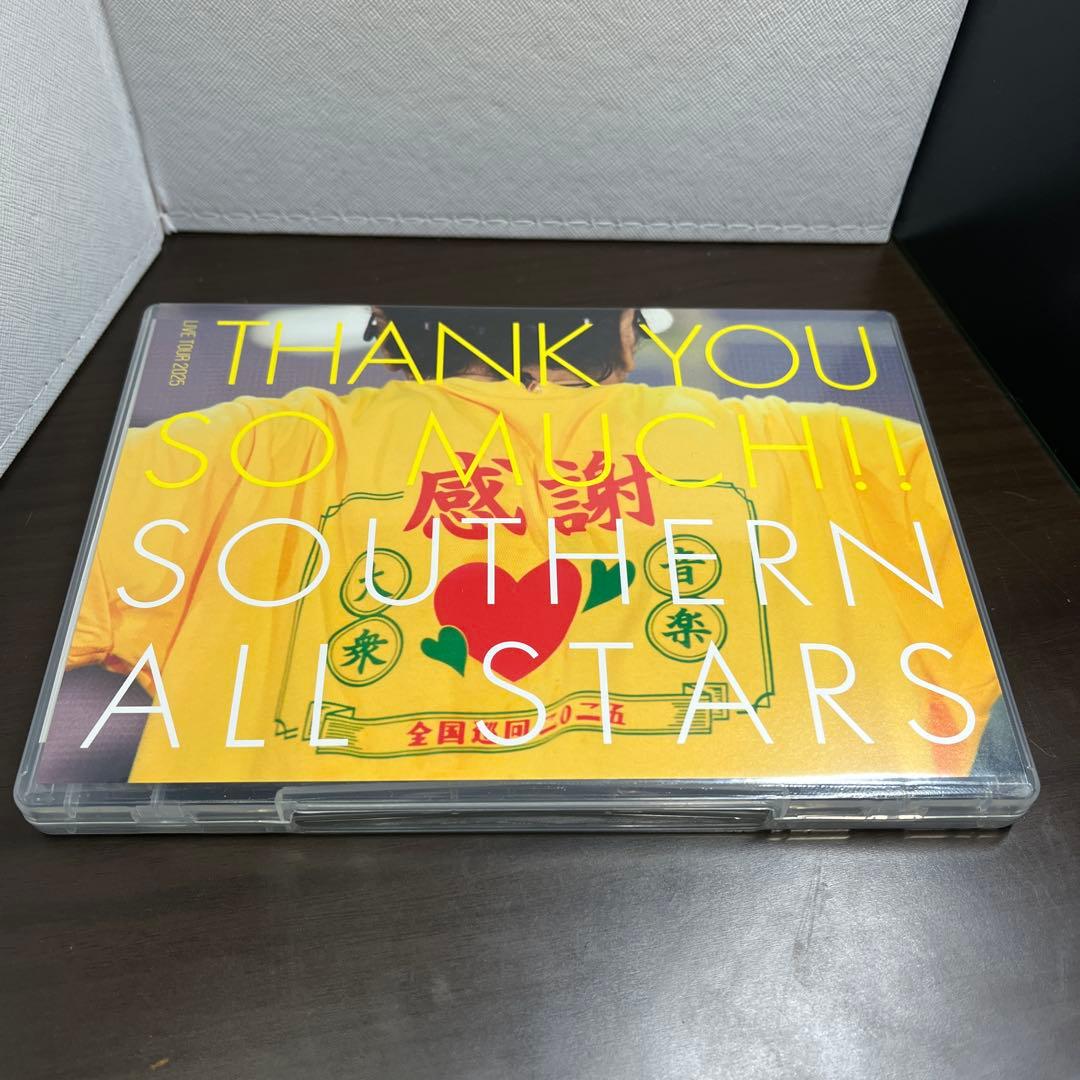 LIVE TOUR 2025
THANK YOU
SO MUCH!!
SOUTHERN
ALL STARS
感謝
大衆
音楽
全国巡回二〇二五